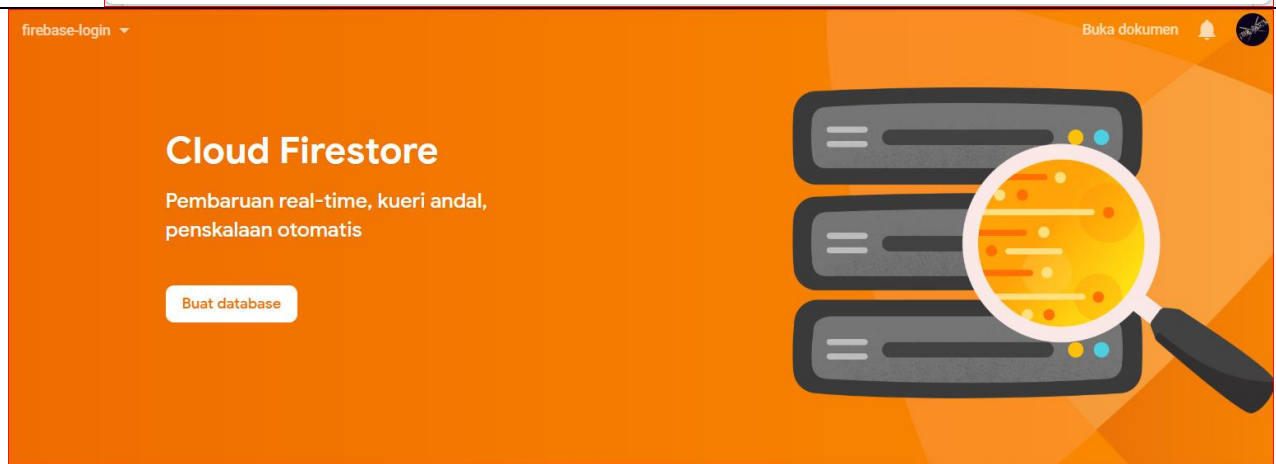 firebase-login
Buka dokumen
Cloud Firestore
Pembaruan real-time, kueri andal,
penskalaan otomatis
Buat database